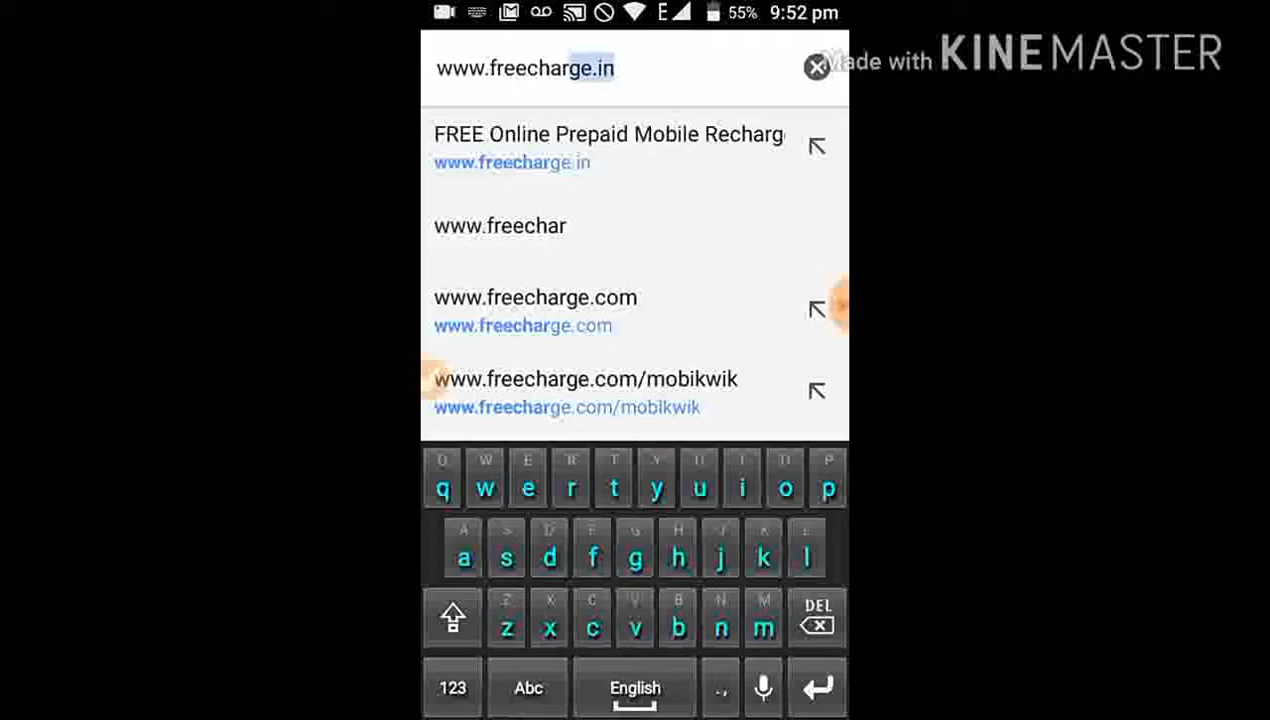 55% 9:52 pm
www.freecharge.in
Made with KINEMASTER
FREE Online Prepaid Mobile Recharg
www.freecharge.in
www.freechar
www.freecharge.com
www.freecharge.com
www.freecharge.com/mobikwik
www.freecharge.com/mobikwik
Q W E R T Y U I O P
q w e r t y u i o p
A S D F G H J K L
a s d f g h j k l
Z X C V B N M DEL
z x c v b n m
123 Abc English .,